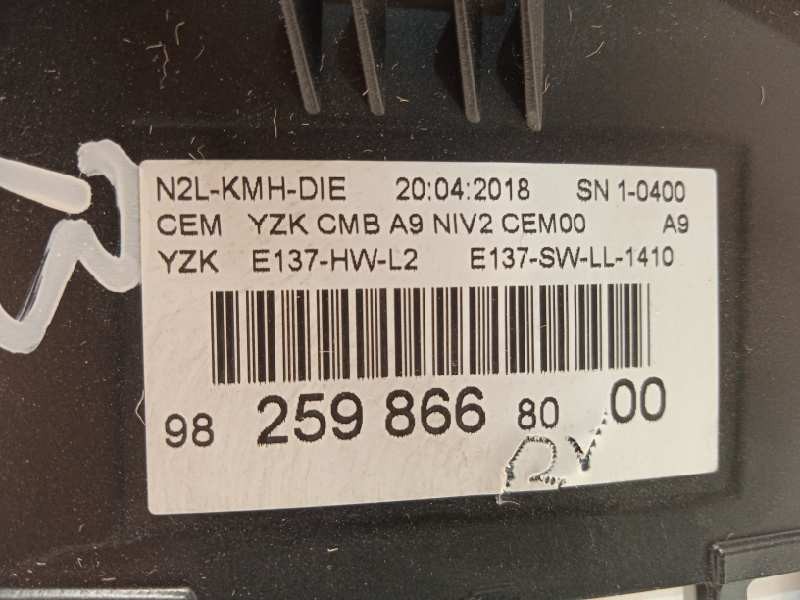 N2L-KMH-DIE 20:04:2018 SN 1-0400
CEM YZK CMB A9 NIV2 CEM00 A9
YZK E137-HW-L2 E137-SW-LL-1410
98 259 866 80 00